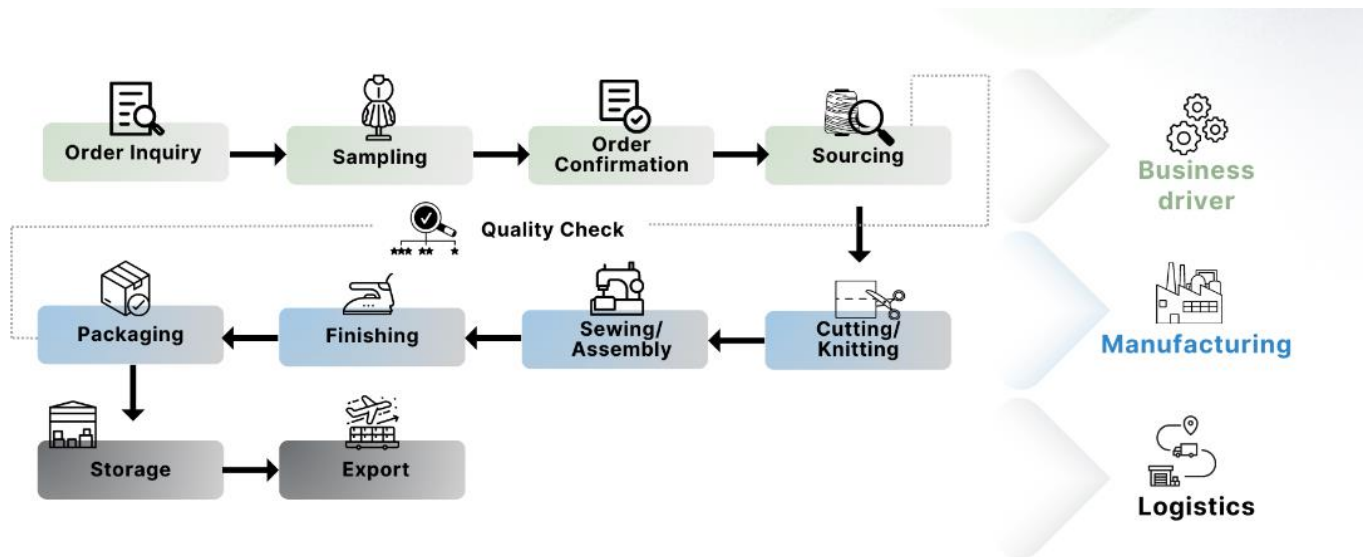 Order Inquiry
Sampling
Order
Confirmation
Sourcing
Business
driver
Quality Check
Packaging
Finishing
Sewing/
Assembly
Cutting/
Knitting
Manufacturing
Storage
Export
Logistics